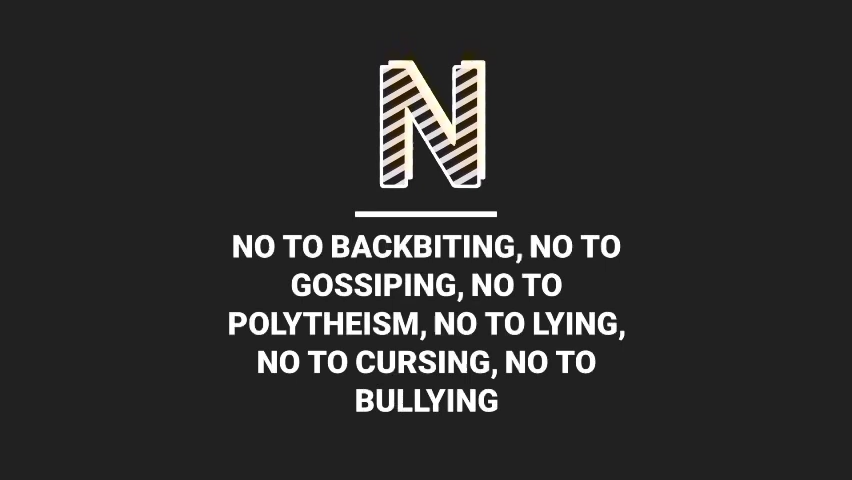 N
NO TO BACKBITING, NO TO
GOSSIPING, NO TO
POLYTHEISM, NO TO LYING,
NO TO CURSING, NO TO
BULLYING